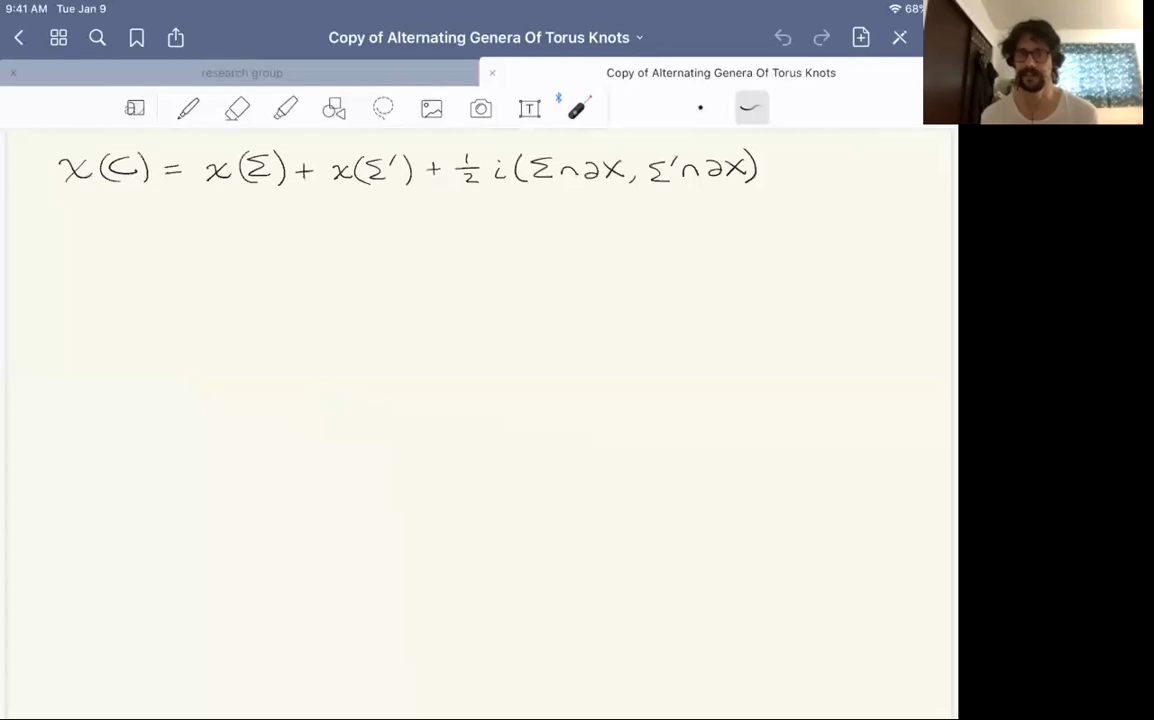 9:41 AM Tue Jan 9
68%
Copy of Alternating Genera Of Torus Knots
research group
Copy of Alternating Genera Of Torus Knots
T
χ(C) = χ(Σ) + χ(Σ′) + ½ i(Σ∩∂X, Σ′∩∂X)